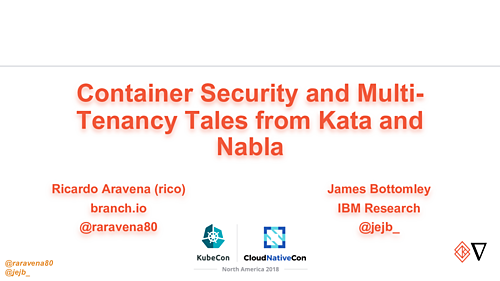 Container Security and Multi-
Tenancy Tales from Kata and
Nabla
Ricardo Aravena (rico)
branch.io
@raravena80
James Bottomley
IBM Research
@jejb_
KubeCon
CloudNativeCon
North America 2018
@raravena80
@jejb_